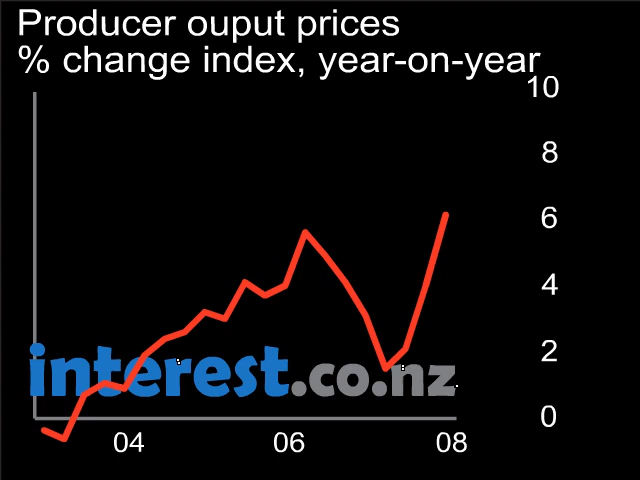 Producer ouput prices
% change index, year-on-year
10
8
6
4
2
interest.co.nz
0
04 06 08